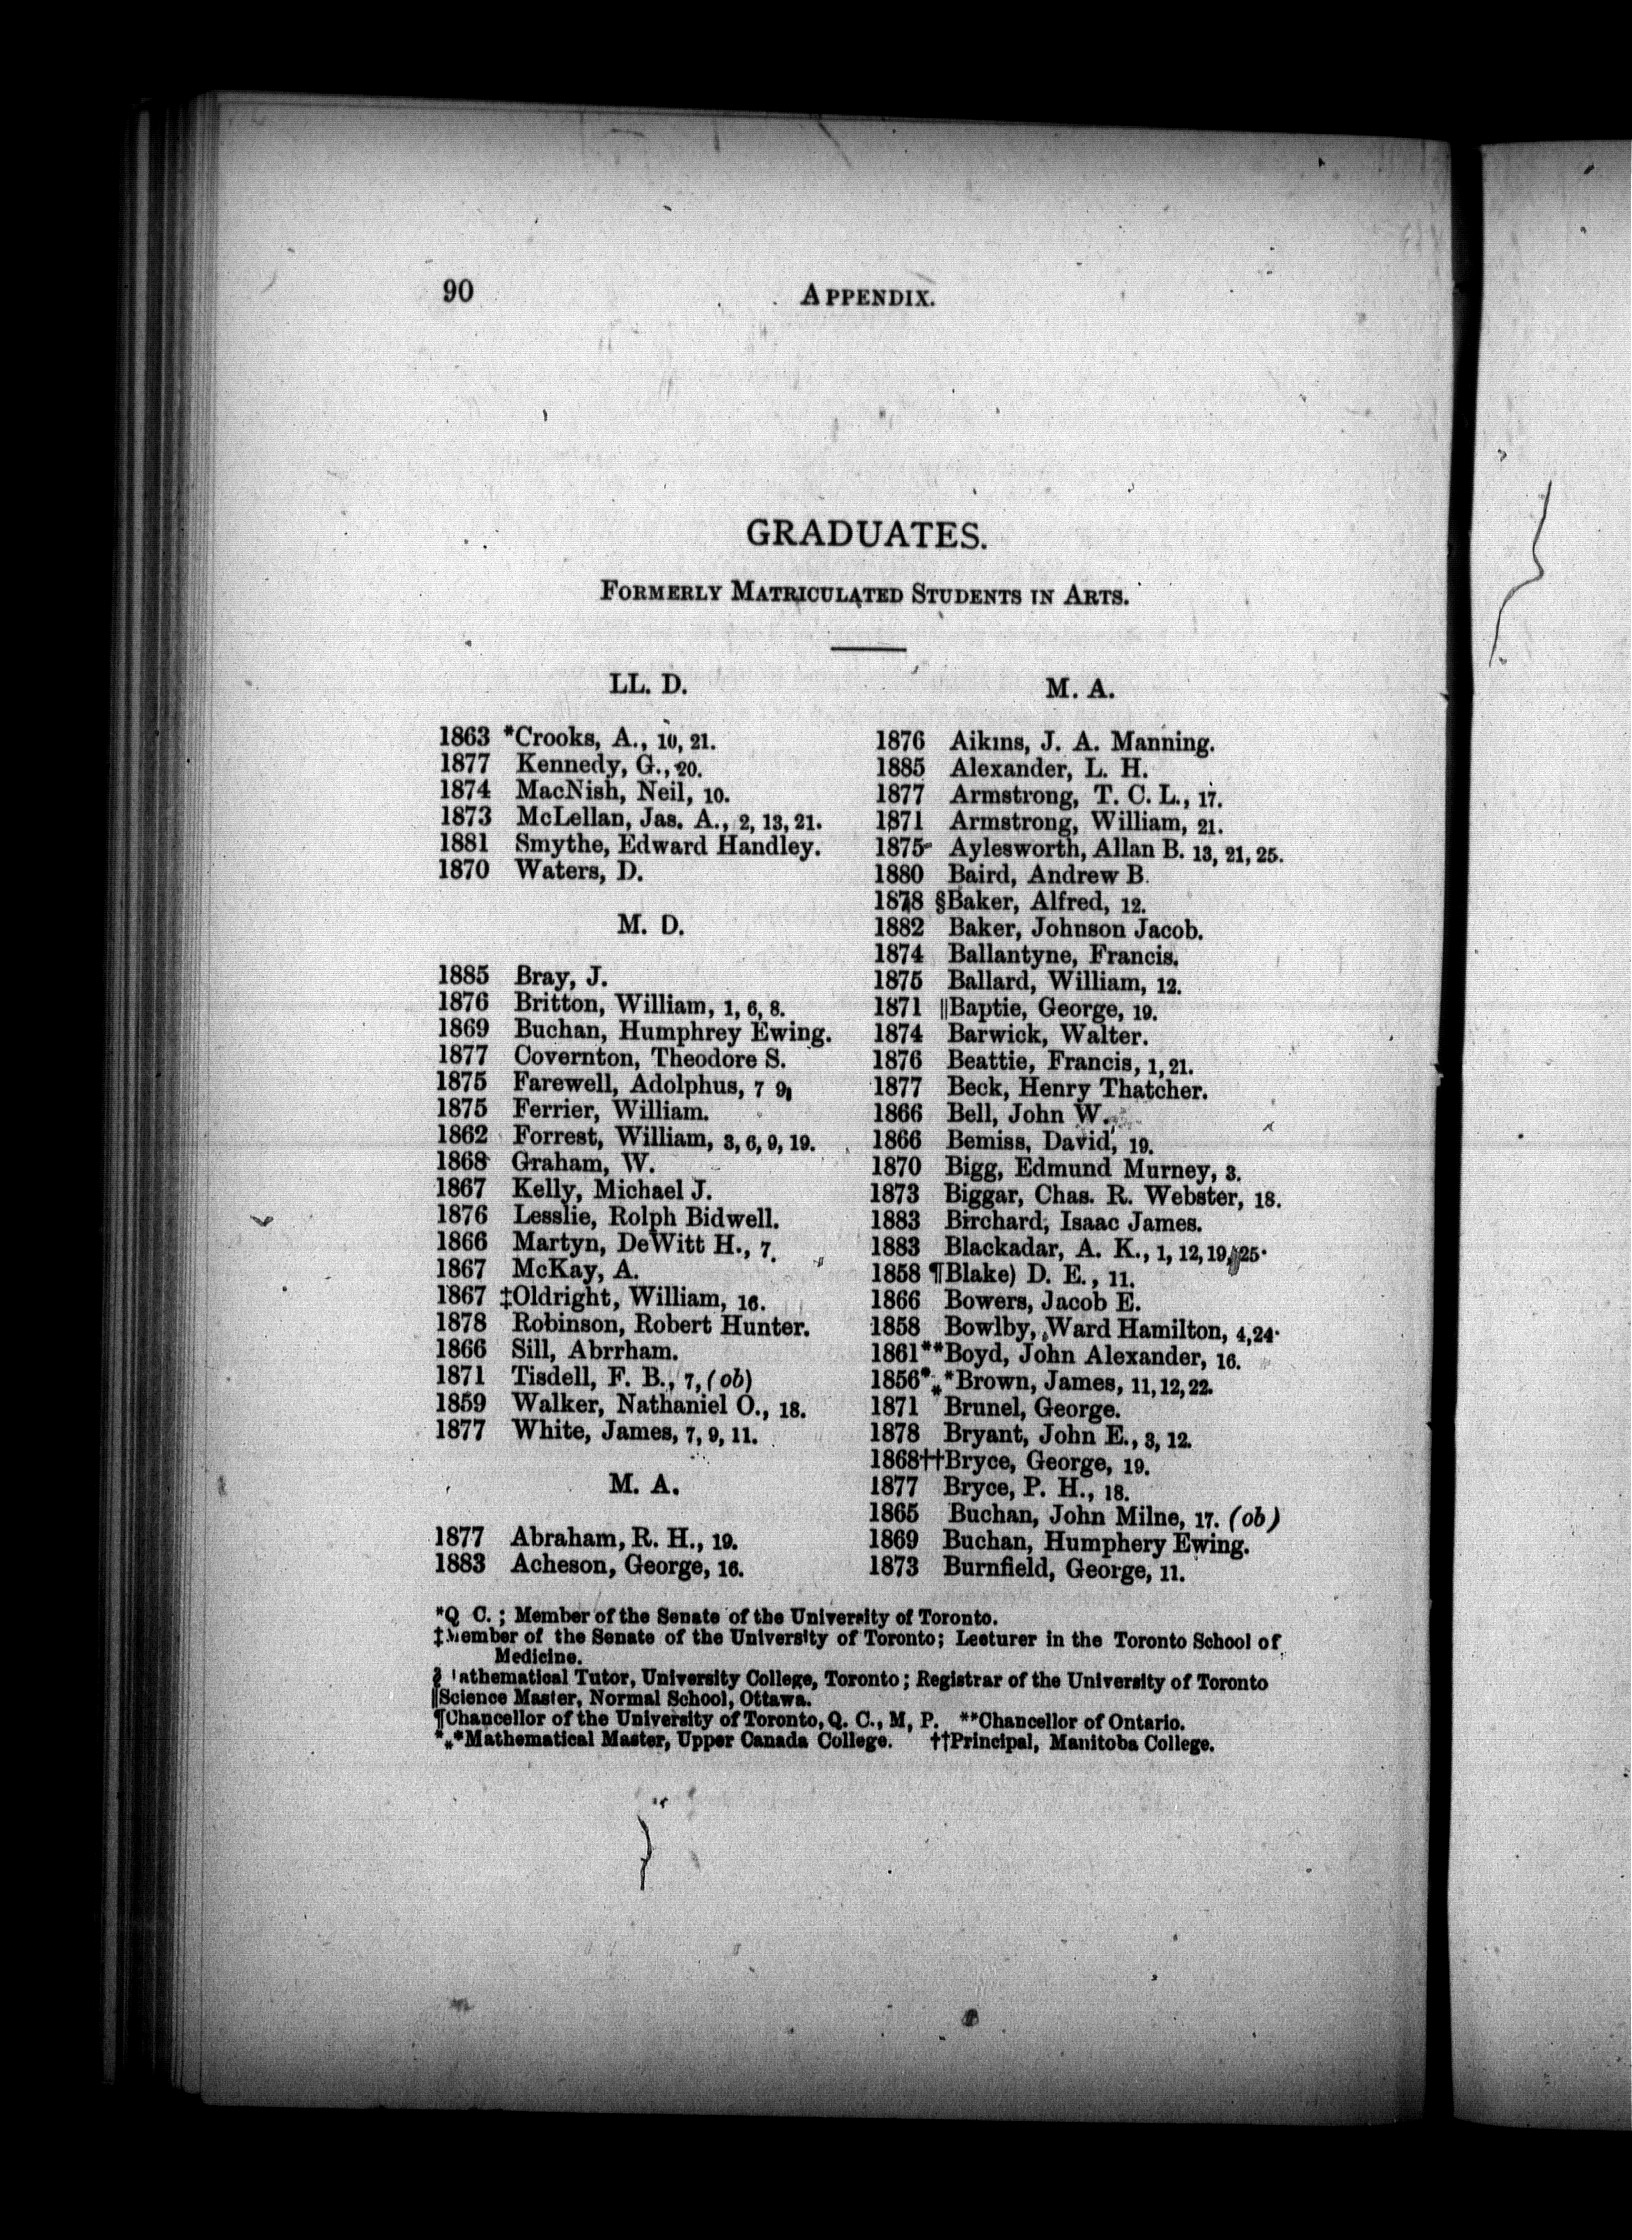 90
APPENDIX.
GRADUATES.
FORMERLY MATRICULATED STUDENTS IN ARTS.
LL. D.
1863 *Crooks, A., 10, 21.
1877 Kennedy, G., 20.
1874 MacNish, Neil, 10.
1873 McLellan, Jas. A., 2, 13, 21.
1881 Smythe, Edward Handley.
1870 Waters, D.
M. D.
1885 Bray, J.
1876 Britton, William, 1, 6, 8.
1869 Buchan, Humphrey Ewing.
1877 Covernton, Theodore S.
1875 Farewell, Adolphus, 7 9,
1875 Ferrier, William.
1862 Forrest, William, 3, 6, 9, 19.
1868 Graham, W.
1867 Kelly, Michael J.
1876 Lesslie, Rolph Bidwell.
1866 Martyn, DeWitt H., 7.
1867 McKay, A.
1867 ‡Oldright, William, 16.
1878 Robinson, Robert Hunter.
1866 Sill, Abrrham.
1871 Tisdell, F. B., 7, (ob)
1859 Walker, Nathaniel O., 18.
1877 White, James, 7, 9, 11.
M. A.
1877 Abraham, R. H., 19.
1883 Acheson, George, 16.
M. A.
1876 Aikins, J. A. Manning.
1885 Alexander, L. H.
1877 Armstrong, T. C. L., 17.
1871 Armstrong, William, 21.
1875 Aylesworth, Allan B. 13, 21, 25.
1880 Baird, Andrew B.
1878 §Baker, Alfred, 12.
1882 Baker, Johnson Jacob.
1874 Ballantyne, Francis.
1875 Ballard, William, 12.
1871 ‖Baptie, George, 19.
1874 Barwick, Walter.
1876 Beattie, Francis, 1, 21.
1877 Beck, Henry Thatcher.
1866 Bell, John W.
1866 Bemiss, David, 19.
1870 Bigg, Edmund Murney, 3.
1873 Biggar, Chas. R. Webster, 18.
1883 Birchard, Isaac James.
1883 Blackadar, A. K., 1, 12, 19, 25.
1858 ¶Blake) D. E., 11.
1866 Bowers, Jacob E.
1858 Bowlby, Ward Hamilton, 4,24.
1861**Boyd, John Alexander, 16.
1856*⁎*Brown, James, 11, 12, 22.
1871 Brunel, George.
1878 Bryant, John E., 3, 12.
1868††Bryce, George, 19.
1877 Bryce, P. H., 18.
1865 Buchan, John Milne, 17. (ob)
1869 Buchan, Humphery Ewing.
1873 Burnfield, George, 11.
*Q C. ; Member of the Senate of the University of Toronto.
‡Member of the Senate of the University of Toronto; Lecturer in the Toronto School of
Medicine.
§ Mathematical Tutor, University College, Toronto; Registrar of the University of Toronto
‖Science Master, Normal School, Ottawa.
¶Chancellor of the University of Toronto, Q. C., M, P. **Chancellor of Ontario.
*⁎*Mathematical Master, Upper Canada College. ††Principal, Manitoba College.